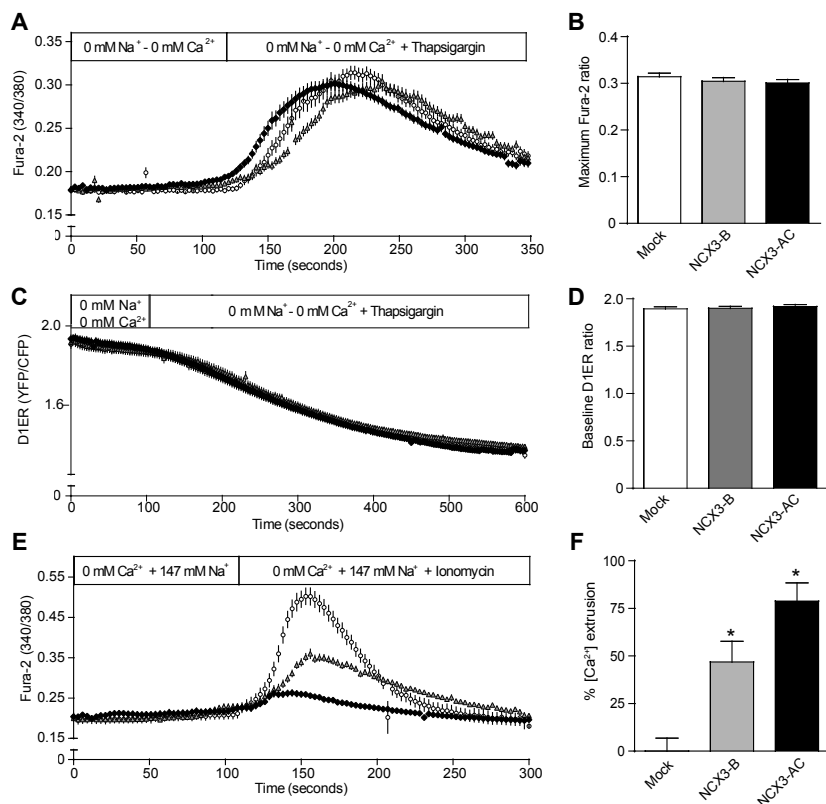 A
0 mM Na⁺ - 0 mM Ca²⁺
0 mM Na⁺ - 0 mM Ca²⁺ + Thapsigargin
Fura-2 (340/380)
0.35
0.30
0.25
0.20
0.15
0
0 50 100 150 200 250 300 350
Time (seconds)
B
Maximum Fura-2 ratio
0.4
0.3
0.2
0.1
0
Mock
NCX3-B
NCX3-AC
C
0 mM Na⁺
0 mM Ca²⁺
0 mM Na⁺ - 0 mM Ca²⁺ + Thapsigargin
D1ER (YFP/CFP)
2.0
1.6
0
0 100 200 300 400 500 600
Time (seconds)
D
Baseline D1ER ratio
2.0
1.5
1.0
0.5
0
Mock
NCX3-B
NCX3-AC
E
0 mM Ca²⁺ + 147 mM Na⁺
0 mM Ca²⁺ + 147 mM Na⁺ + Ionomycin
Fura-2 (340/380)
0.55
0.45
0.35
0.25
0.15
0
0 50 100 150 200 250 300
Time (seconds)
F
% [Ca²⁺] extrusion
100
75
50
25
0
*
*
Mock
NCX3-B
NCX3-AC